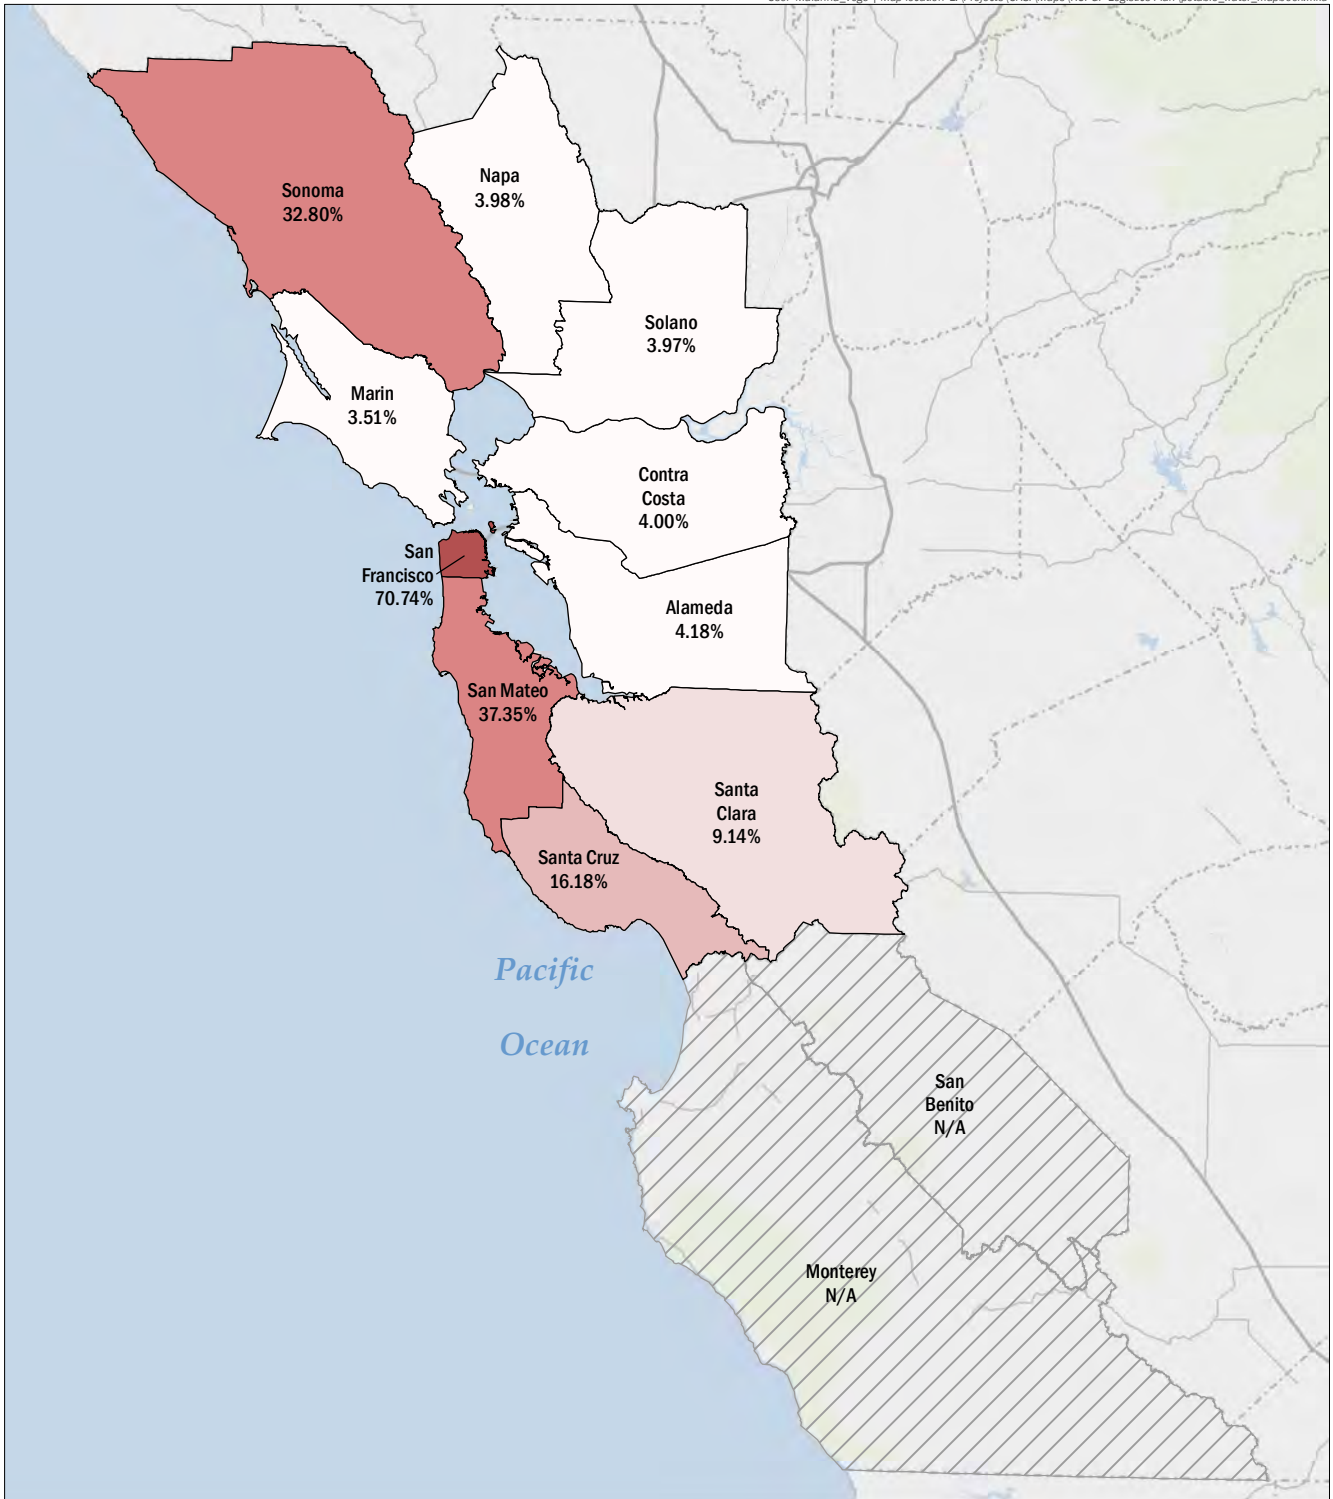 Sonoma
32.80%
Napa
3.98%
Solano
3.97%
Marin
3.51%
Contra
Costa
4.00%
San
Francisco
70.74%
Alameda
4.18%
San Mateo
37.35%
Santa
Clara
9.14%
Santa Cruz
16.18%
Pacific
Ocean
San
Benito
N/A
Monterey
N/A